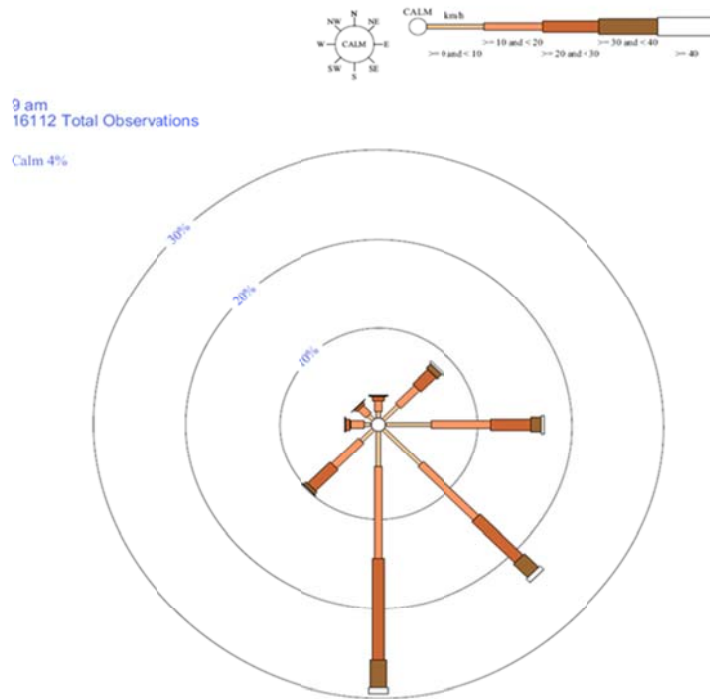 CALM km/h
N
NW NE
W CALM E
SW SE
S
>= 10 and < 20 >= 30 and < 40
>= 0 and < 10 >= 20 and < 30 >= 40
9 am
16112 Total Observations
Calm 4%
30%
20%
10%